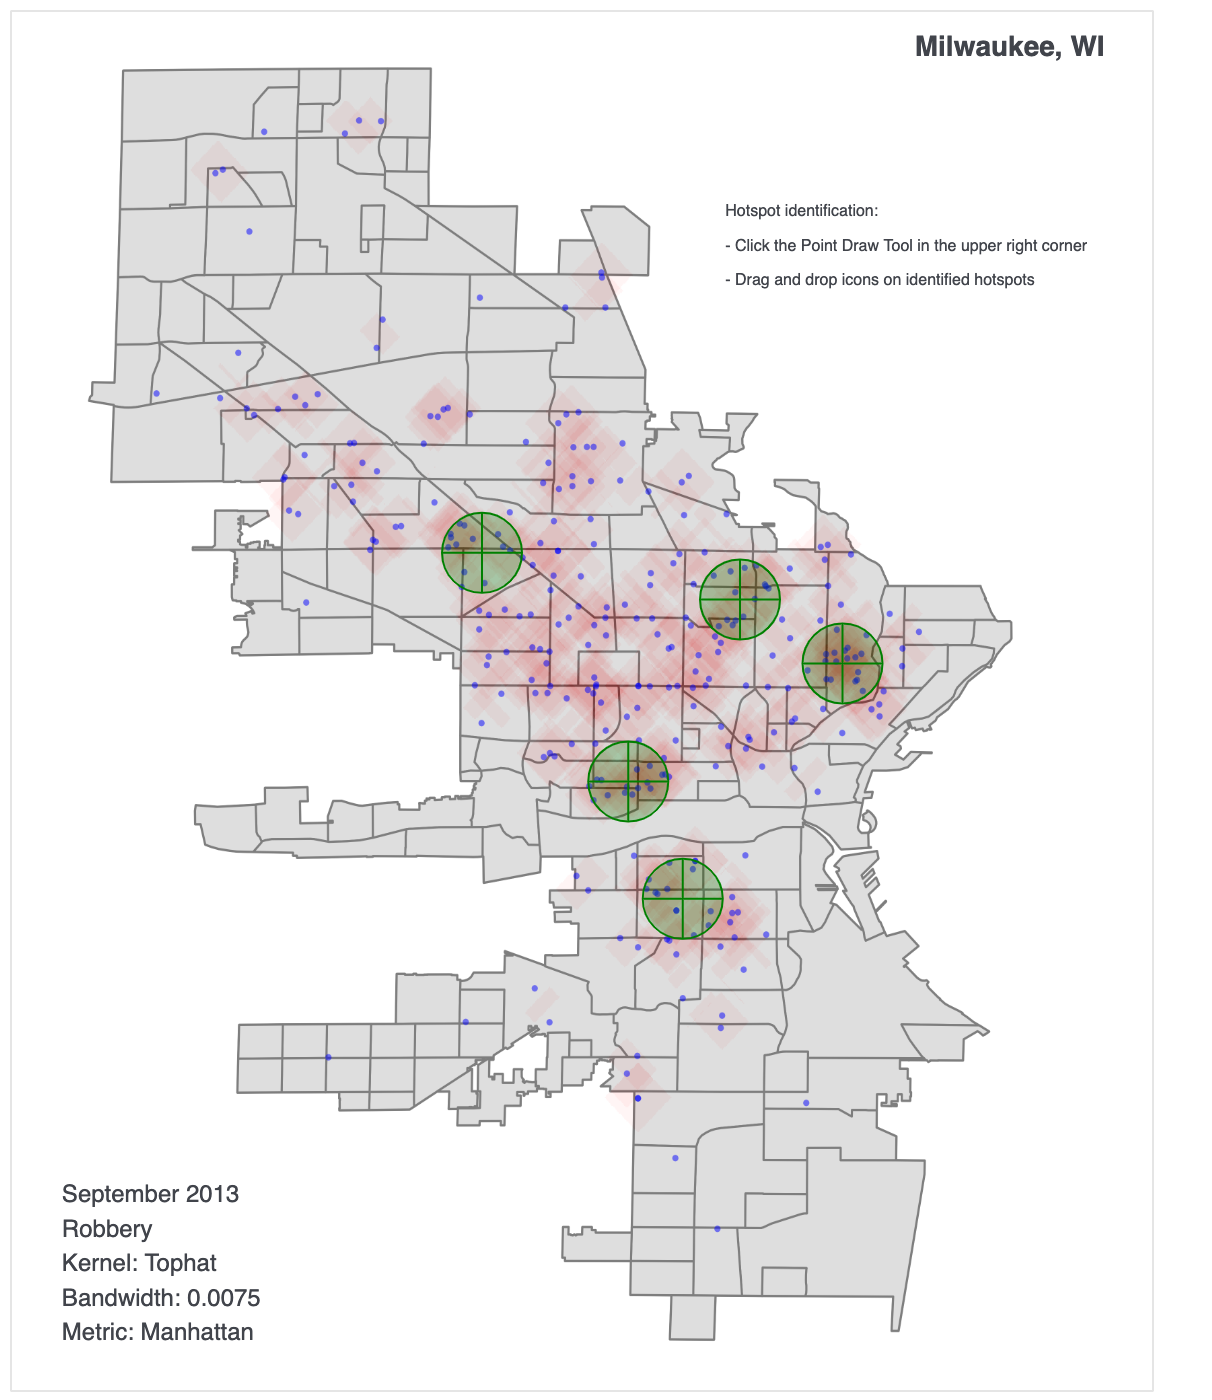 Milwaukee, WI
Hotspot identification:
- Click the Point Draw Tool in the upper right corner
- Drag and drop icons on identified hotspots
September 2013
Robbery
Kernel: Tophat
Bandwidth: 0.0075
Metric: Manhattan